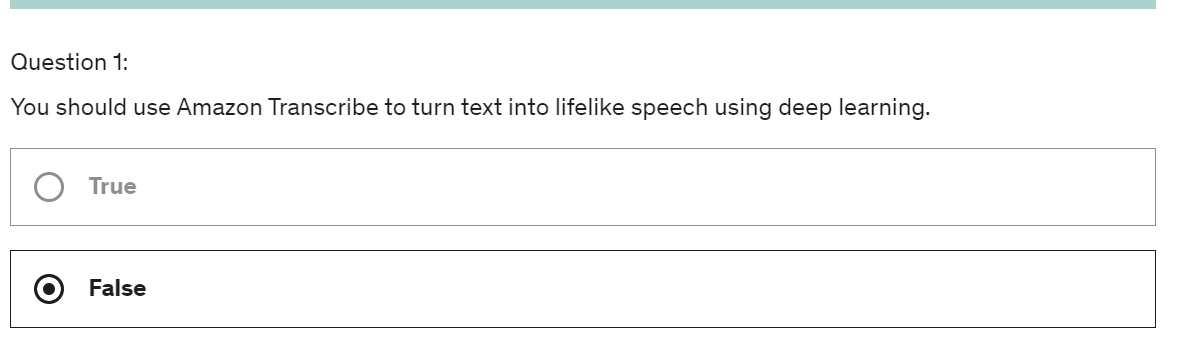 Question 1:
You should use Amazon Transcribe to turn text into lifelike speech using deep learning.
True
False